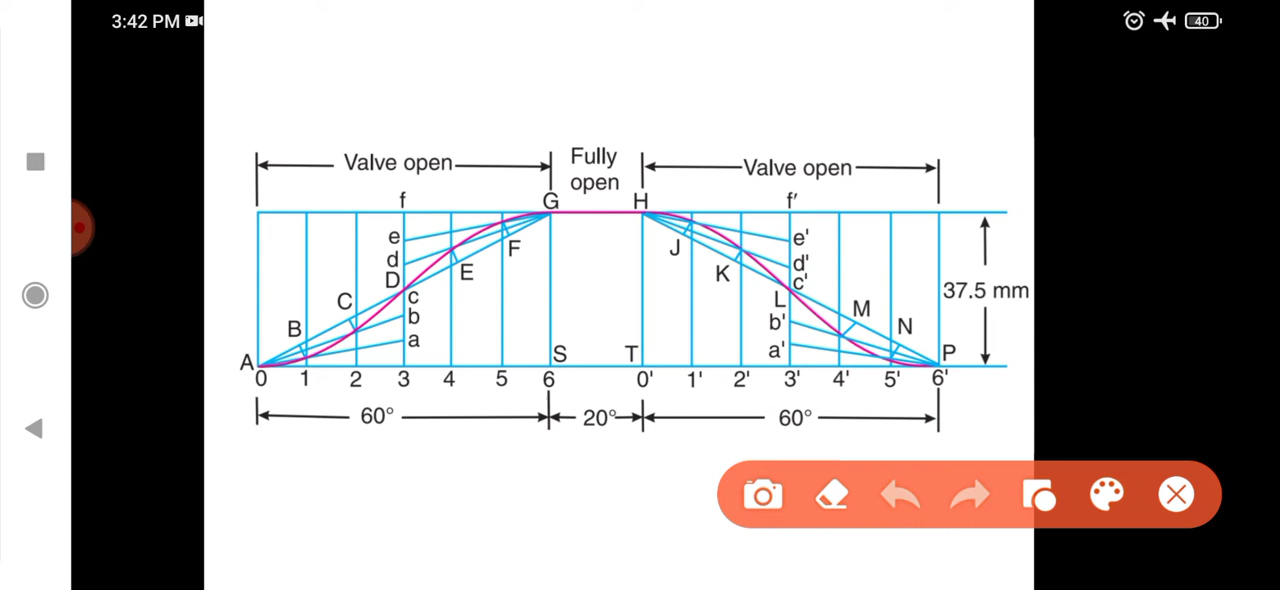 3:42 PM
40
Valve open
Fully
open
Valve open
f
G
H
f'
e
F
J
e'
d
E
K
d'
D
c
c'
37.5 mm
C
b
L
M
B
a
b'
N
A
S
T
a'
P
0 1 2 3 4 5 6 0' 1' 2' 3' 4' 5' 6'
60° 20° 60°